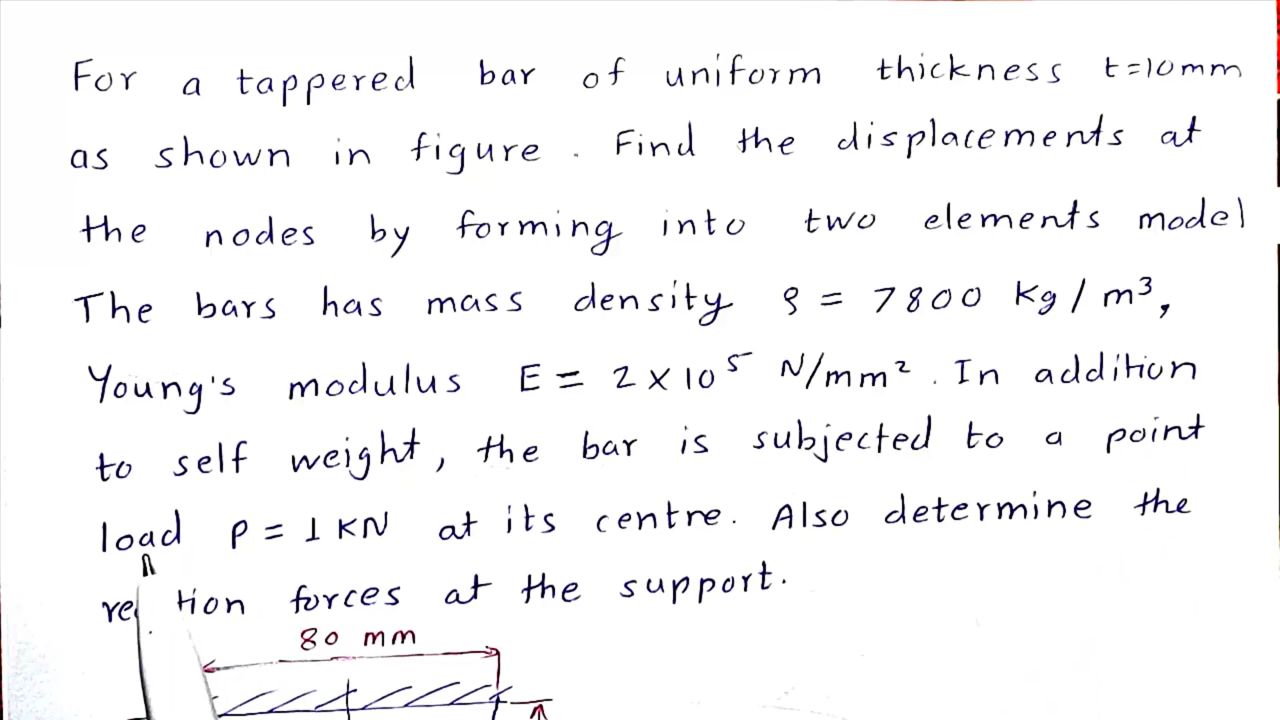 For a tappered bar of uniform thickness t=10mm
as shown in figure. Find the displacements at
the nodes by forming into two elements model
The bars has mass density ρ = 7800 Kg/m³,
Young's modulus E = 2×10⁵ N/mm². In addition
to self weight, the bar is subjected to a point
load P = 1 KN at its centre. Also determine the
forces at the support.
80 mm